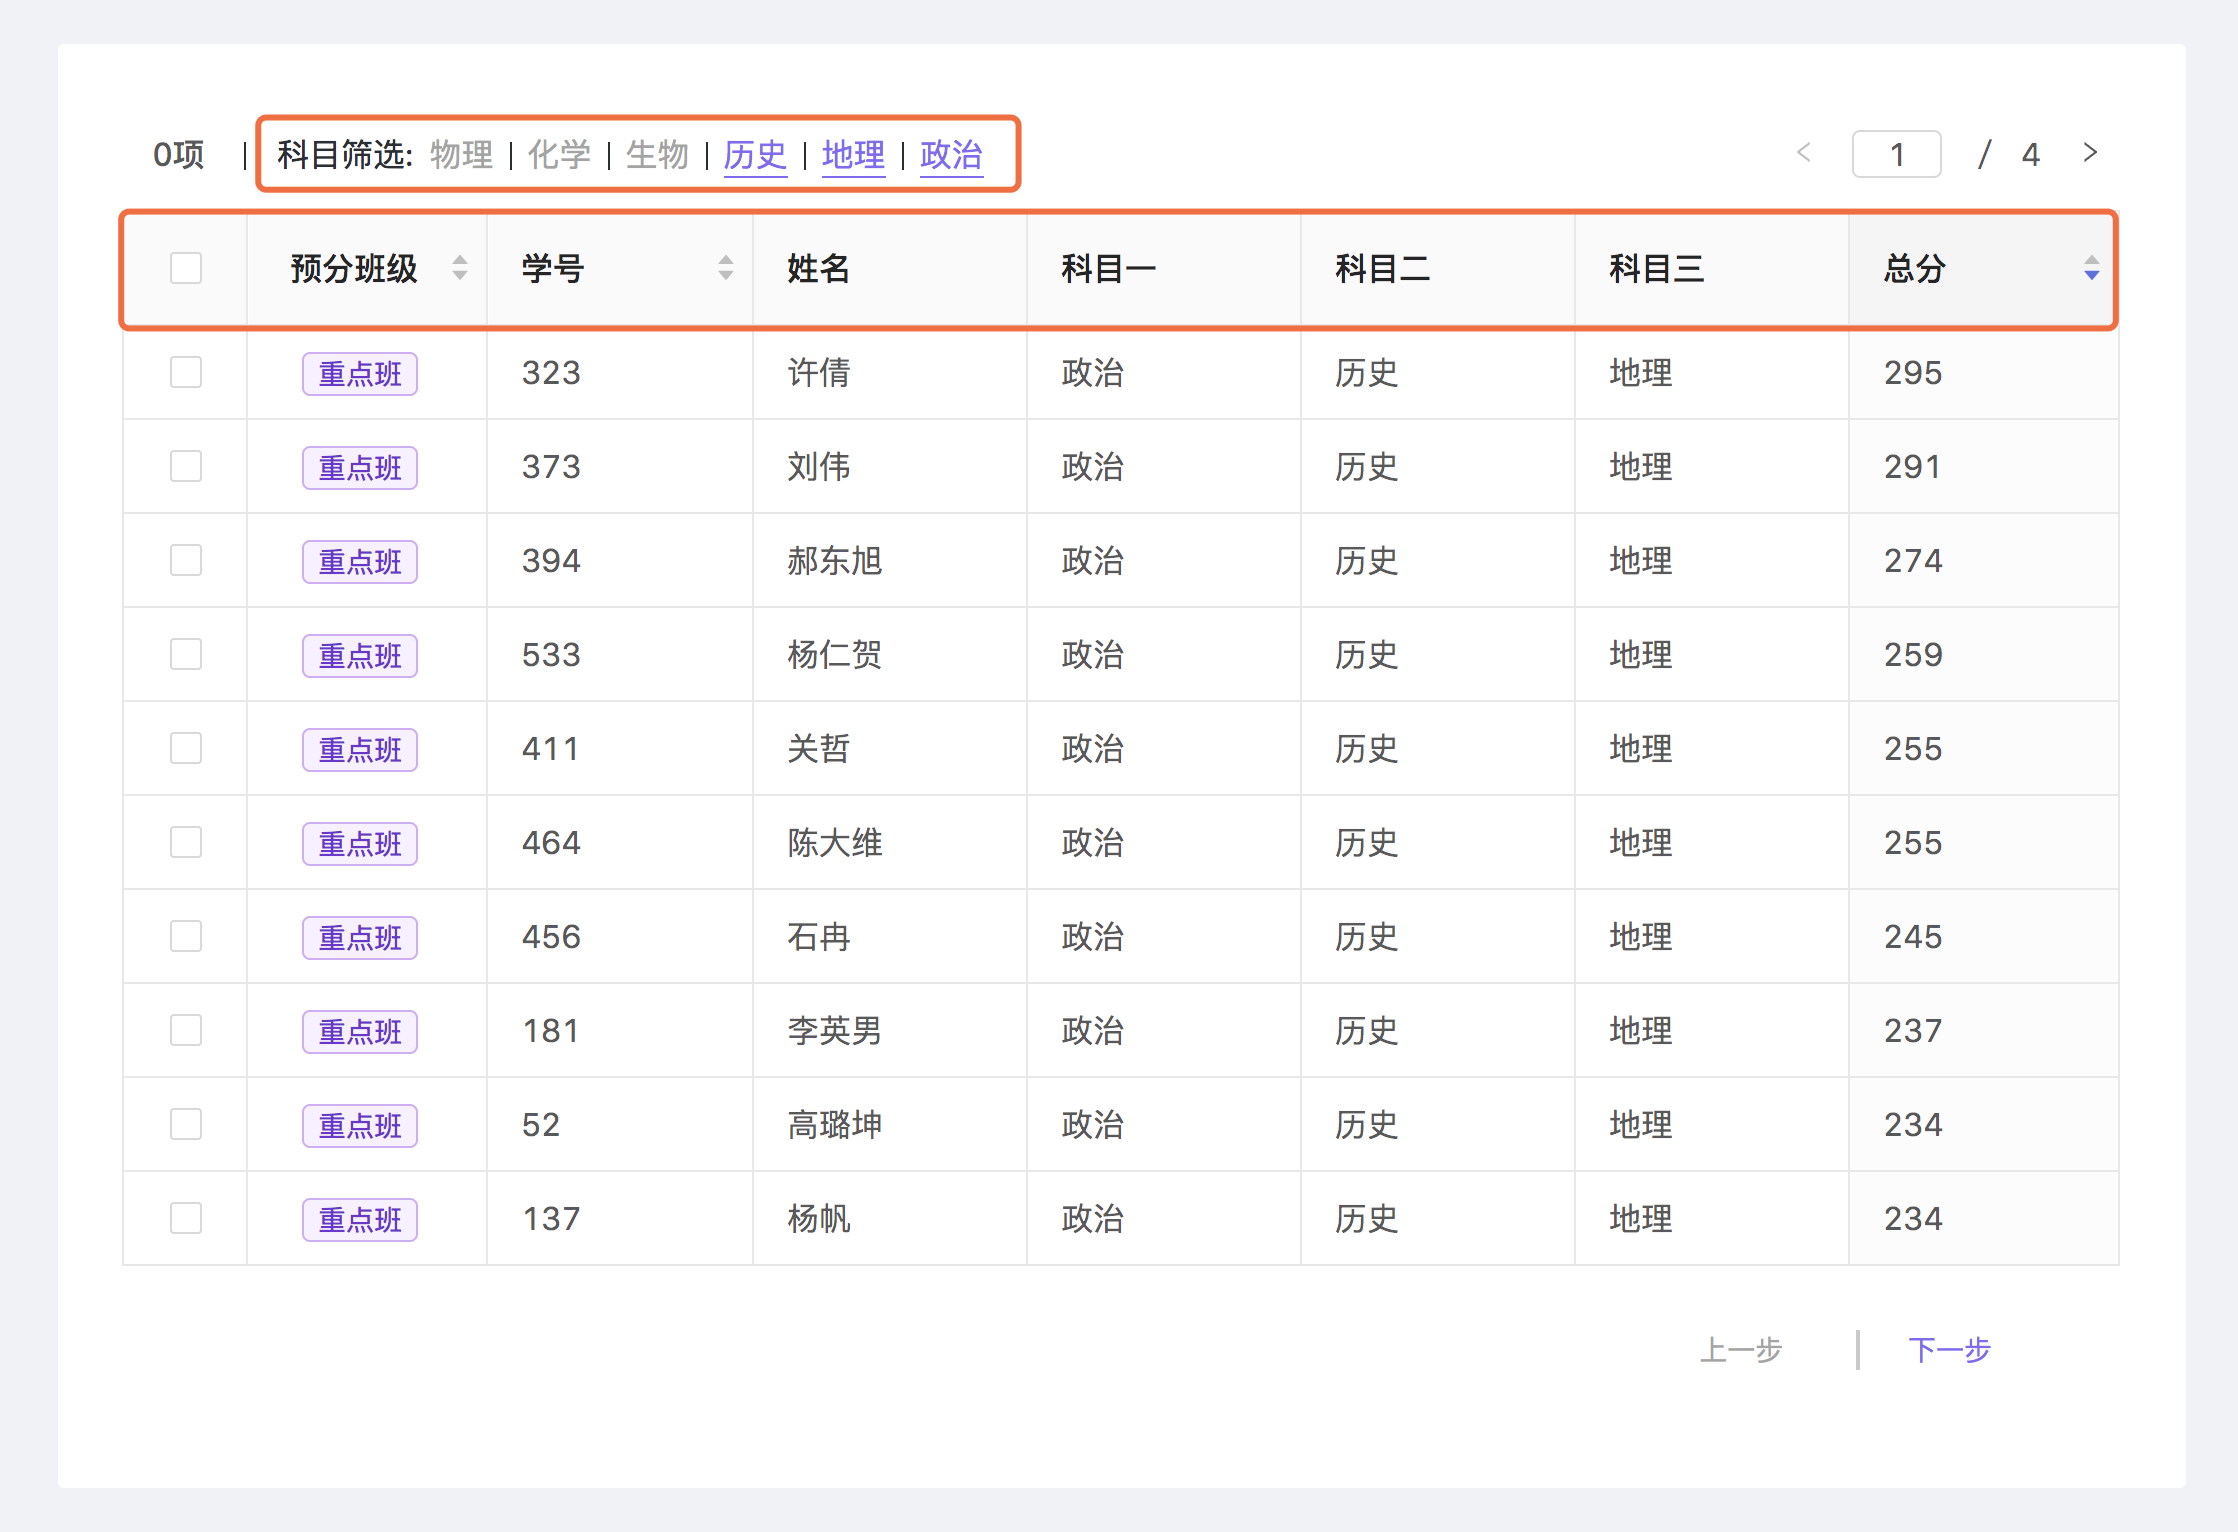 0项 | 科目筛选: 物理 | 化学 | 生物 | 历史 | 地理 | 政治 < 1 / 4 >
预分班级 学号 姓名 科目一 科目二 科目三 总分
重点班 323 许倩 政治 历史 地理 295
重点班 373 刘伟 政治 历史 地理 291
重点班 394 郝东旭 政治 历史 地理 274
重点班 533 杨仁贺 政治 历史 地理 259
重点班 411 关哲 政治 历史 地理 255
重点班 464 陈大维 政治 历史 地理 255
重点班 456 石冉 政治 历史 地理 245
重点班 181 李英男 政治 历史 地理 237
重点班 52 高璐坤 政治 历史 地理 234
重点班 137 杨帆 政治 历史 地理 234
上一步 | 下一步